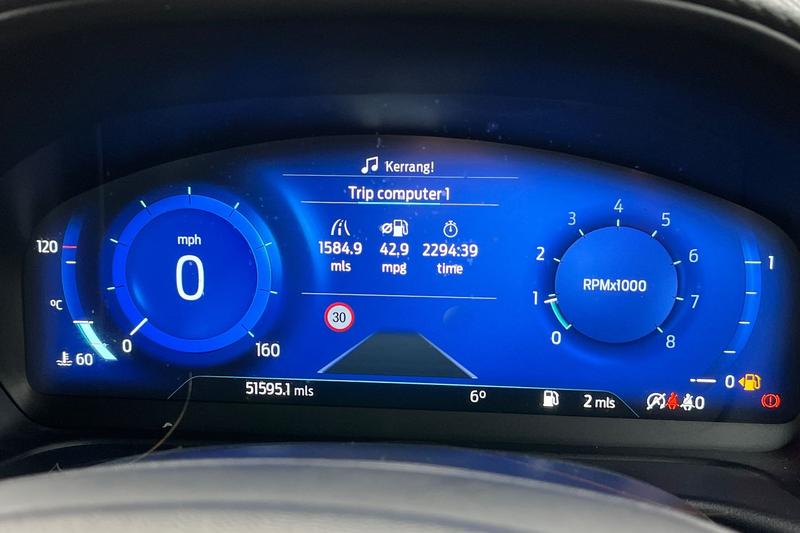 Kerrang!
Trip computer 1
1584.9 42.9 2294:39
mls mpg time
mph
0
0
160
120
°C
60
30
RPMx1000
0
1
2
3
4
5
6
7
8
1
0
51595.1 mls
6°
2 mls
0